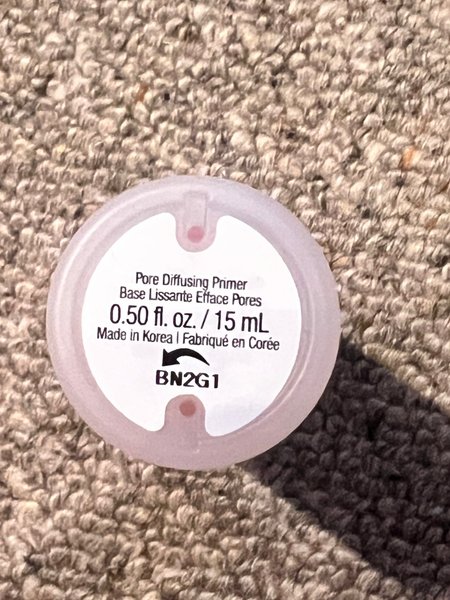 Pore Diffusing Primer
Base Lissante Efface Pores
0.50 fl. oz. / 15 mL
Made in Korea | Fabriqué en Corée
BN2G1